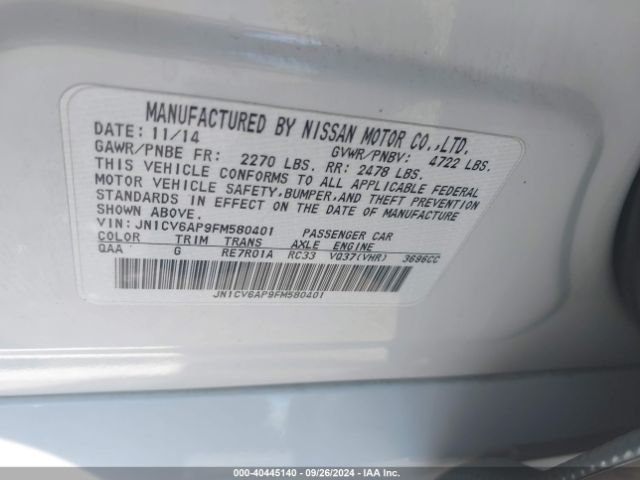 MANUFACTURED BY NISSAN MOTOR CO.,LTD.
DATE: 11/14 GVWR/PNBV: 4722 LBS.
GAWR/PNBE FR: 2270 LBS. RR: 2478 LBS.
THIS VEHICLE CONFORMS TO ALL APPLICABLE FEDERAL
MOTOR VEHICLE SAFETY,BUMPER,AND THEFT PREVENTION
STANDARDS IN EFFECT ON THE DATE OF MANUFACTURE
SHOWN ABOVE.
VIN: JN1CV6AP9FM580401 PASSENGER CAR
COLOR TRIM TRANS AXLE ENGINE
QAA G RE7R01A RC33 VQ37(VHR) 3696CC
JN1CV6AP9FM580401
000-40445140 | 09/26/2024 | IAA Inc.